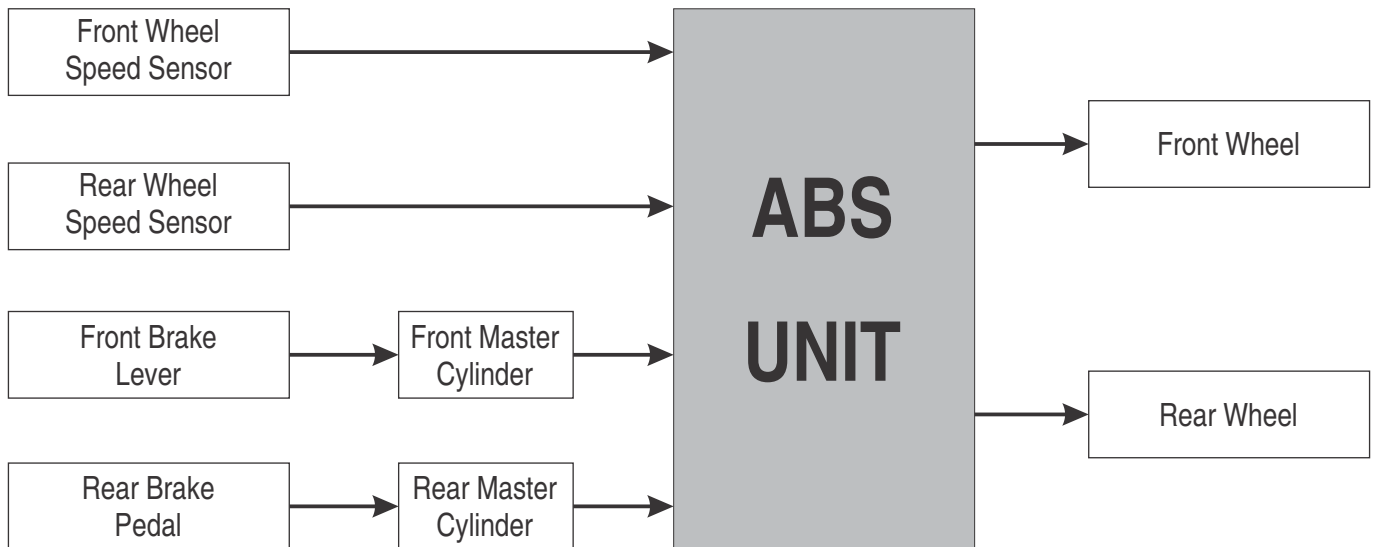 Front Wheel
Speed Sensor
Rear Wheel
Speed Sensor
Front Brake
Lever
Front Master
Cylinder
Rear Brake
Pedal
Rear Master
Cylinder
ABS
UNIT
Front Wheel
Rear Wheel